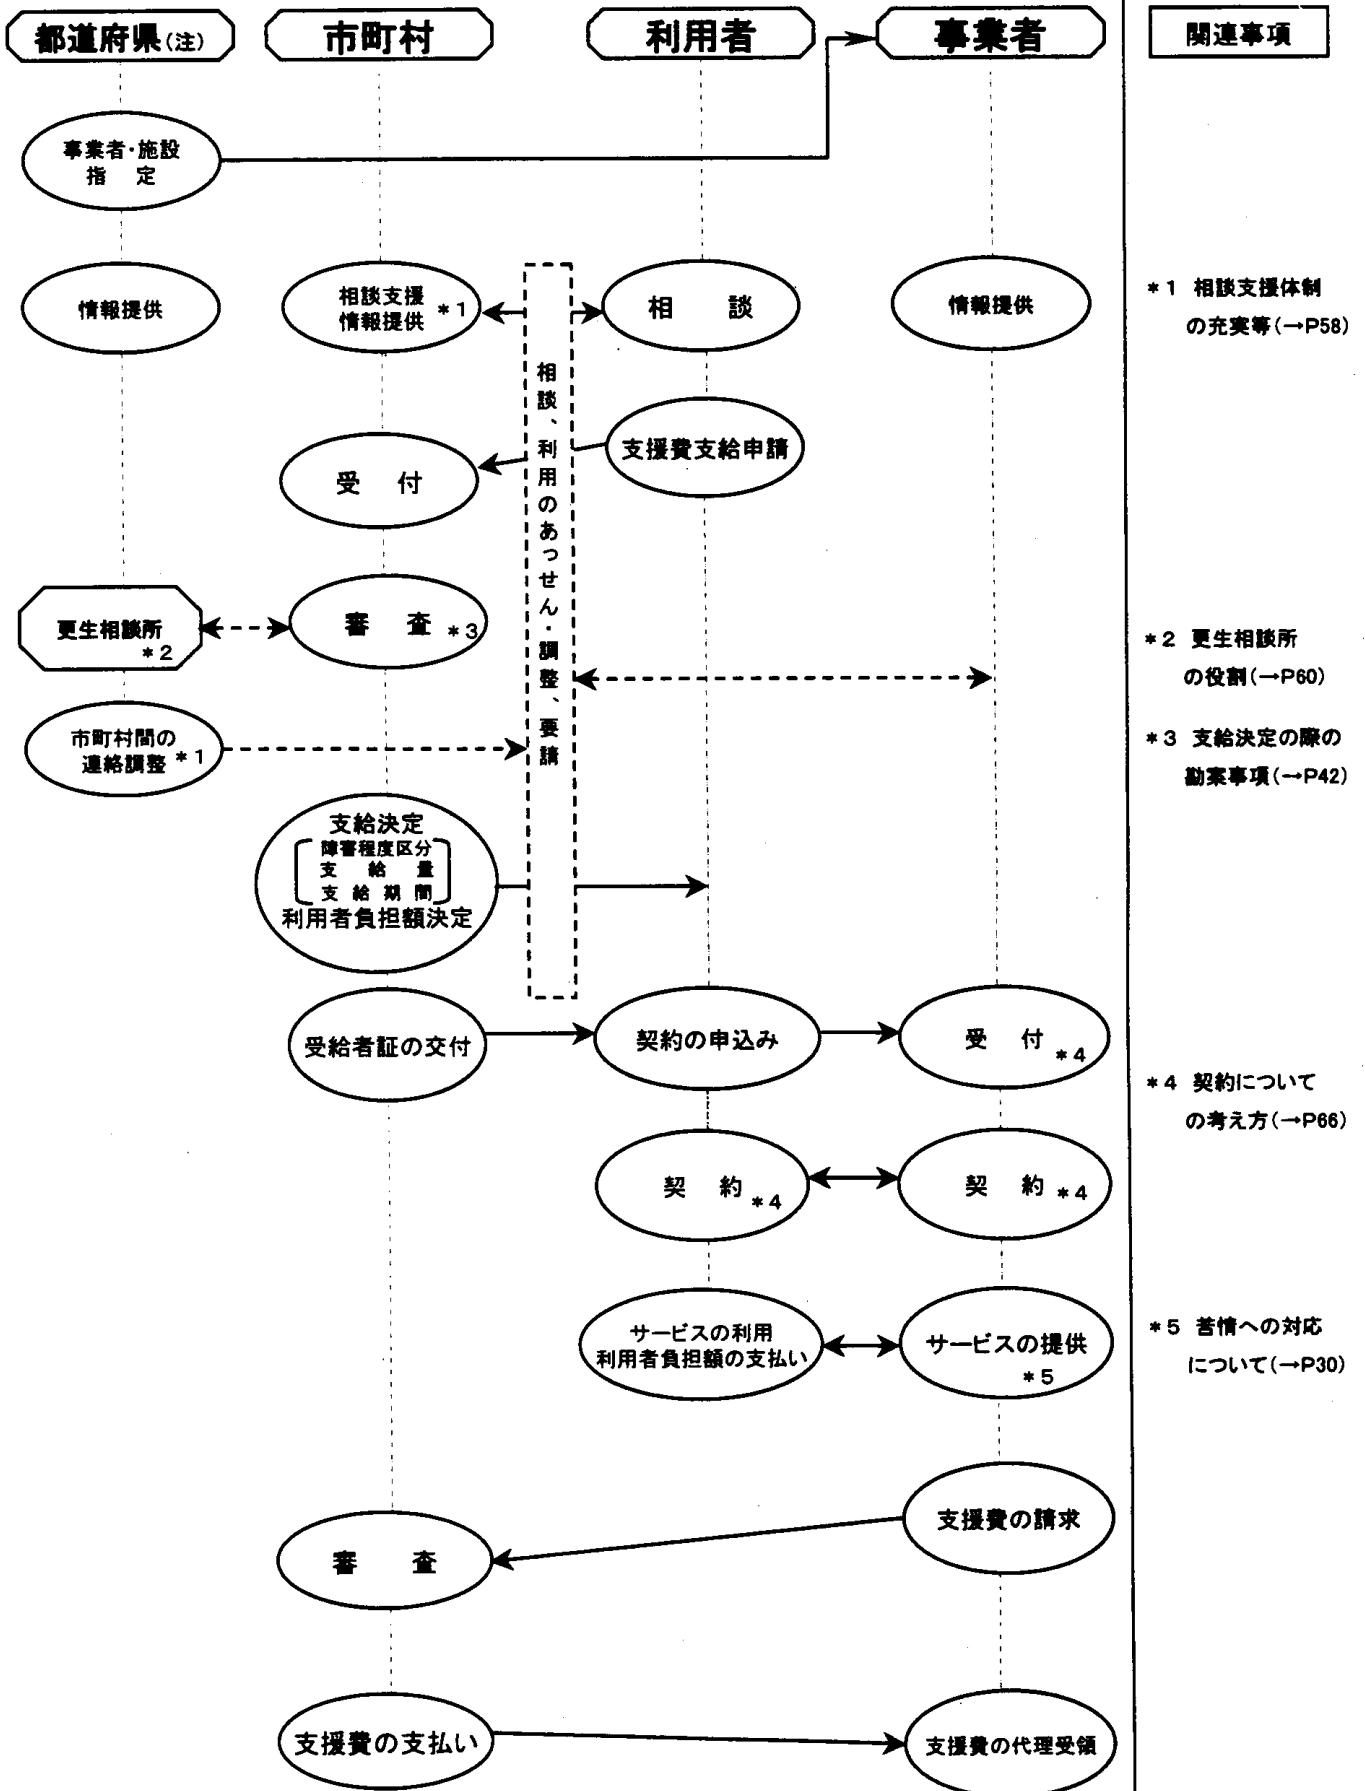 都道府県(注)
市町村
利用者
事業者
関連事項
事業者・施設
指　定
情報提供
相談支援
情報提供 *1
相　談
情報提供
*1 相談支援体制
の充実等(→P58)
相談、利用のあっせん・調整、要請
支援費支給申請
受　付
更生相談所
*2
審　査 *3
*2 更生相談所
の役割(→P60)
市町村間の
連絡調整 *1
*3 支給決定の際の
勘案事項(→P42)
支給決定
障害程度区分
支　給　量
支 給 期 間
利用者負担額決定
受給者証の交付
契約の申込み
受　付 *4
*4 契約について
の考え方(→P66)
契　約 *4
契　約 *4
サービスの利用
利用者負担額の支払い
サービスの提供
*5
*5 苦情への対応
について(→P30)
支援費の請求
審　査
支援費の支払い
支援費の代理受領